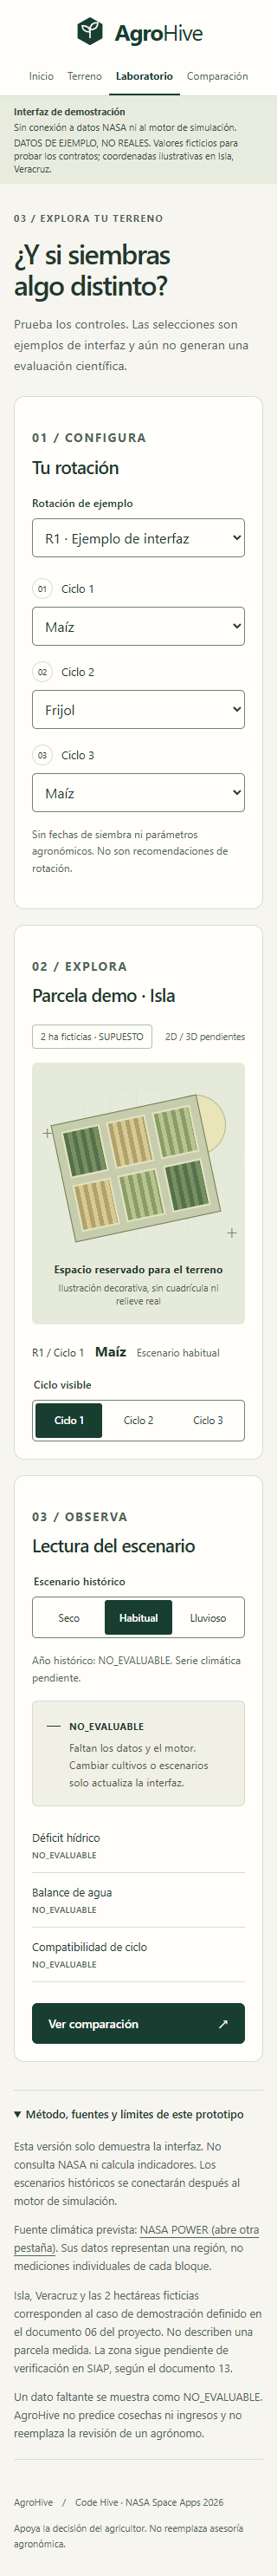 AgroHive
Inicio Terreno Laboratorio Comparación
Interfaz de demostración
Sin conexión a datos NASA ni al motor de simulación.
DATOS DE EJEMPLO, NO REALES. Valores ficticios para
probar los contratos; coordenadas ilustrativas en Isla,
Veracruz.
03 / EXPLORA TU TERRENO
¿Y si siembras
algo distinto?
Prueba los controles. Las selecciones son
ejemplos de interfaz y aún no generan una
evaluación científica.
01 / CONFIGURA
Tu rotación
Rotación de ejemplo
R1 · Ejemplo de interfaz
01 Ciclo 1
Maíz
02 Ciclo 2
Frijol
03 Ciclo 3
Maíz
Sin fechas de siembra ni parámetros
agronómicos. No son recomendaciones de
rotación.
02 / EXPLORA
Parcela demo · Isla
2 ha ficticias · SUPUESTO 2D / 3D pendientes
Espacio reservado para el terreno
Ilustración decorativa, sin cuadrícula ni
relieve real
R1 / Ciclo 1 Maíz Escenario habitual
Ciclo visible
Ciclo 1 Ciclo 2 Ciclo 3
03 / OBSERVA
Lectura del escenario
Escenario histórico
Seco Habitual Lluvioso
Año histórico: NO_EVALUABLE. Serie climática
pendiente.
— NO_EVALUABLE
Faltan los datos y el motor.
Cambiar cultivos o escenarios
solo actualiza la interfaz.
Déficit hídrico
NO_EVALUABLE
Balance de agua
NO_EVALUABLE
Compatibilidad de ciclo
NO_EVALUABLE
Ver comparación ↗
▼ Método, fuentes y límites de este prototipo
Esta versión solo demuestra la interfaz. No
consulta NASA ni calcula indicadores. Los
escenarios históricos se conectarán después al
motor de simulación.
Fuente climática prevista: NASA POWER (abre otra
pestaña). Sus datos representan una región, no
mediciones individuales de cada bloque.
Isla, Veracruz y las 2 hectáreas ficticias
corresponden al caso de demostración definido en
el documento 06 del proyecto. No describen una
parcela medida. La zona sigue pendiente de
verificación en SIAP, según el documento 13.
Un dato faltante se muestra como NO_EVALUABLE.
AgroHive no predice cosechas ni ingresos y no
reemplaza la revisión de un agrónomo.
AgroHive / Code Hive · NASA Space Apps 2026
Apoya la decisión del agricultor. No reemplaza asesoría
agronómica.